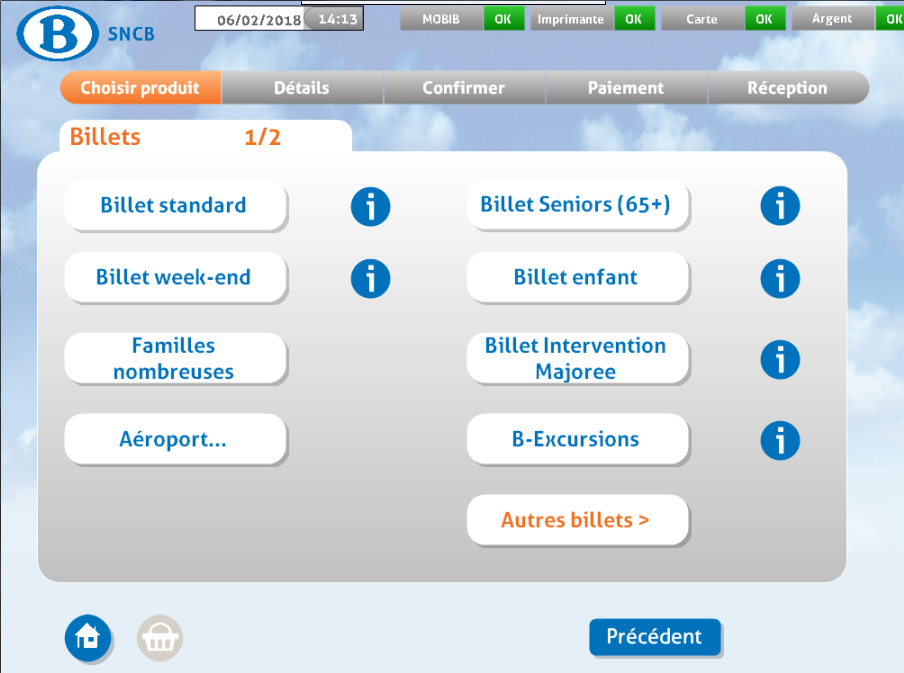 B SNCB
06/02/2018 14:13
MOBIB OK Imprimante OK Carte OK Argent OK
Choisir produit Détails Confirmer Paiement Réception
Billets 1/2
Billet standard i Billet Seniors (65+) i
Billet week-end i Billet enfant i
Familles
nombreuses
Billet Intervention
Majoree i
Aéroport... B-Excursions i
Autres billets >
Précédent